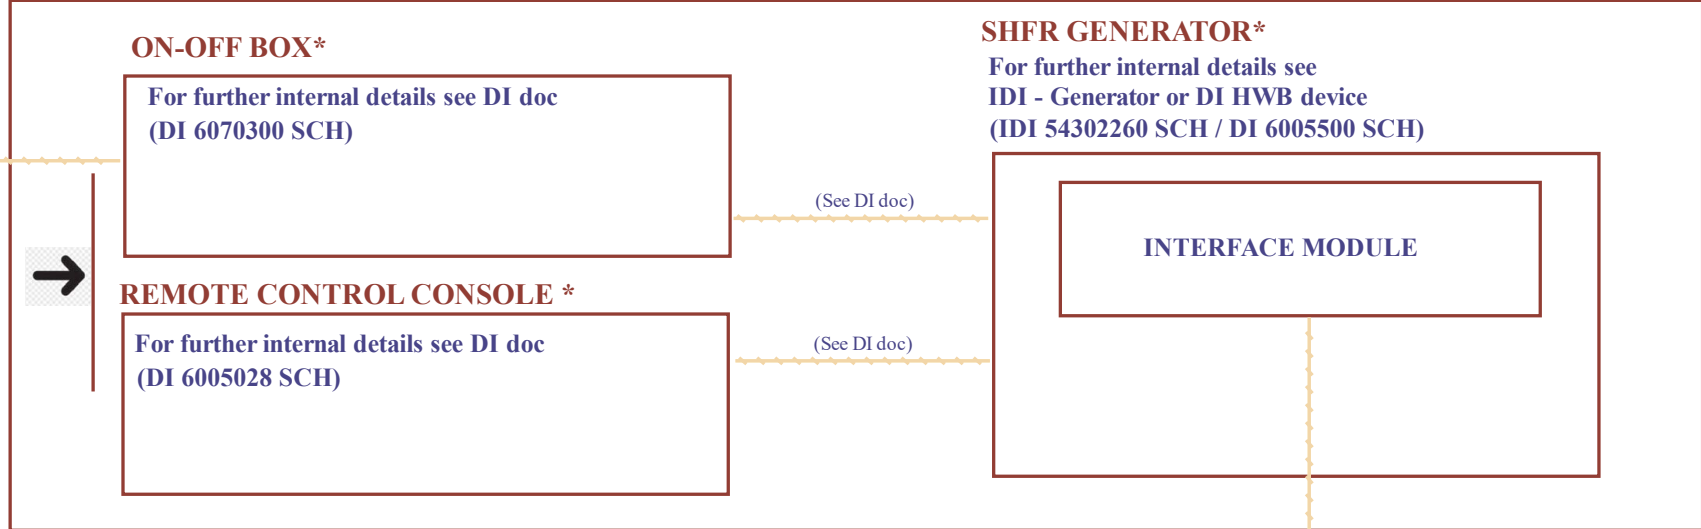 ON-OFF BOX*
For further internal details see DI doc
(DI 6070300 SCH)
SHFR GENERATOR*
For further internal details see
IDI - Generator or DI HWB device
(IDI 54302260 SCH / DI 6005500 SCH)
(See DI doc)
INTERFACE MODULE
REMOTE CONTROL CONSOLE *
For further internal details see DI doc
(DI 6005028 SCH)
(See DI doc)